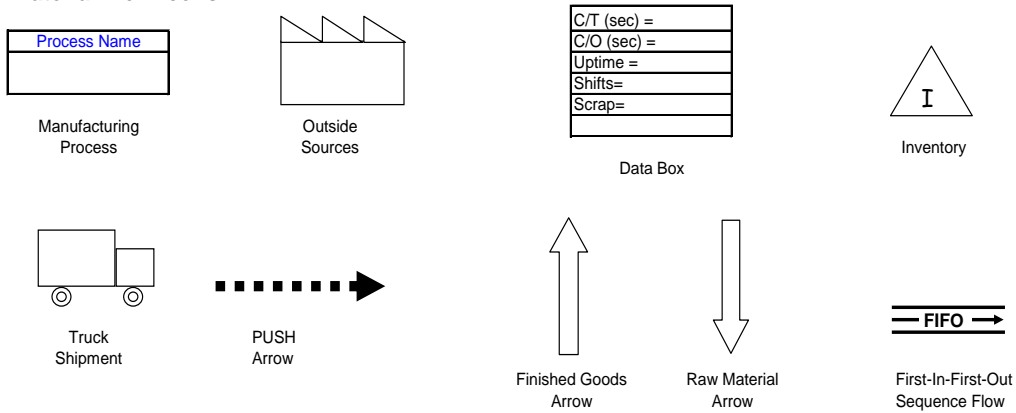 Process Name
Manufacturing
Process
Outside
Sources
C/T (sec) =
C/O (sec) =
Uptime =
Shifts=
Scrap=
Data Box
I
Inventory
Truck
Shipment
PUSH
Arrow
Finished Goods
Arrow
Raw Material
Arrow
FIFO
First-In-First-Out
Sequence Flow